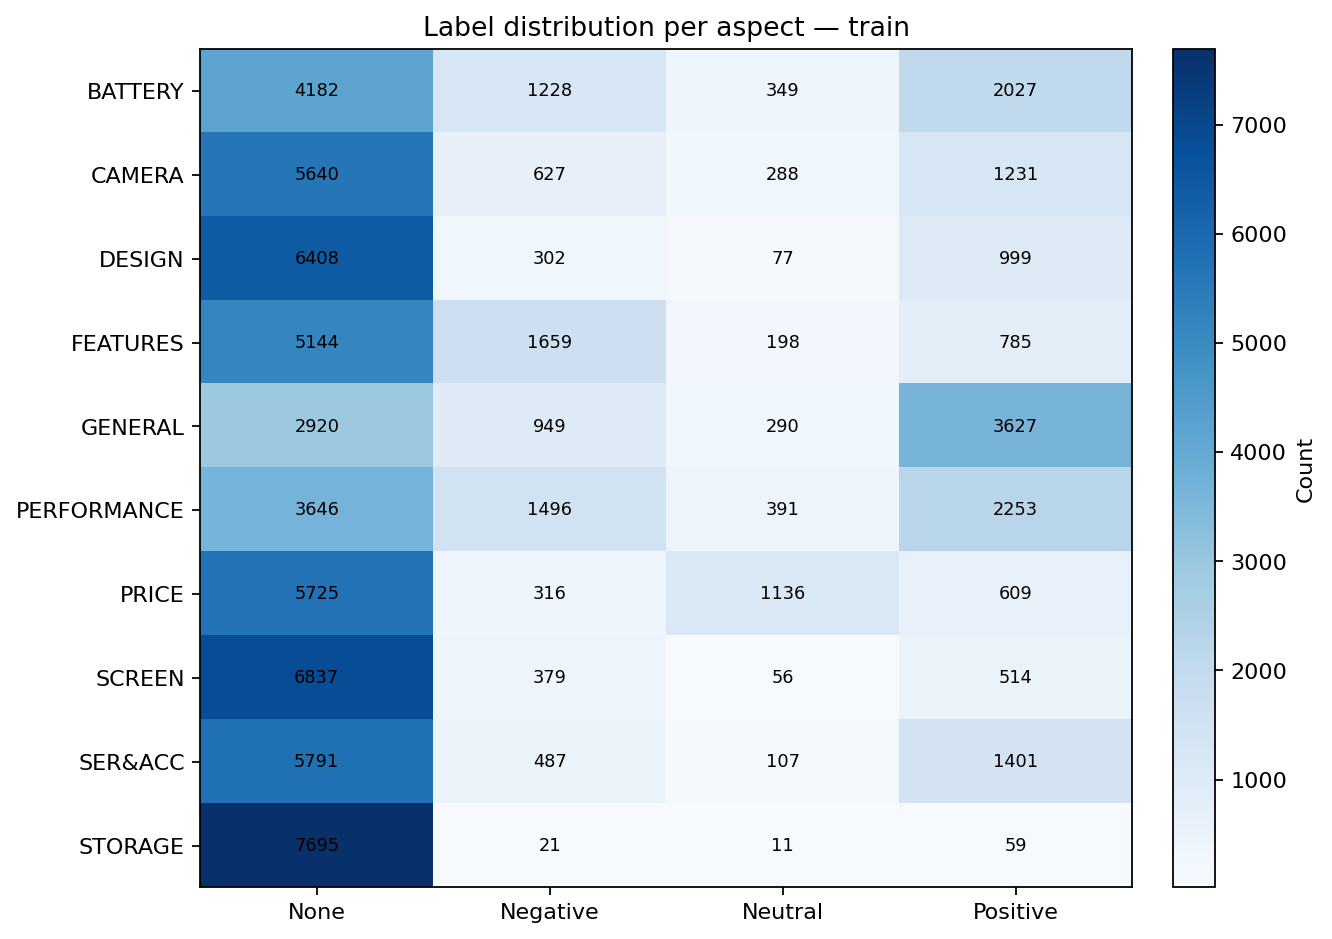 Label distribution per aspect — train
BATTERY 4182 1228 349 2027
CAMERA 5640 627 288 1231
DESIGN 6408 302 77 999
FEATURES 5144 1659 198 785
GENERAL 2920 949 290 3627
PERFORMANCE 3646 1496 391 2253
PRICE 5725 316 1136 609
SCREEN 6837 379 56 514
SER&ACC 5791 487 107 1401
STORAGE 7695 21 11 59
None Negative Neutral Positive
7000
6000
5000
4000
3000
2000
1000
Count